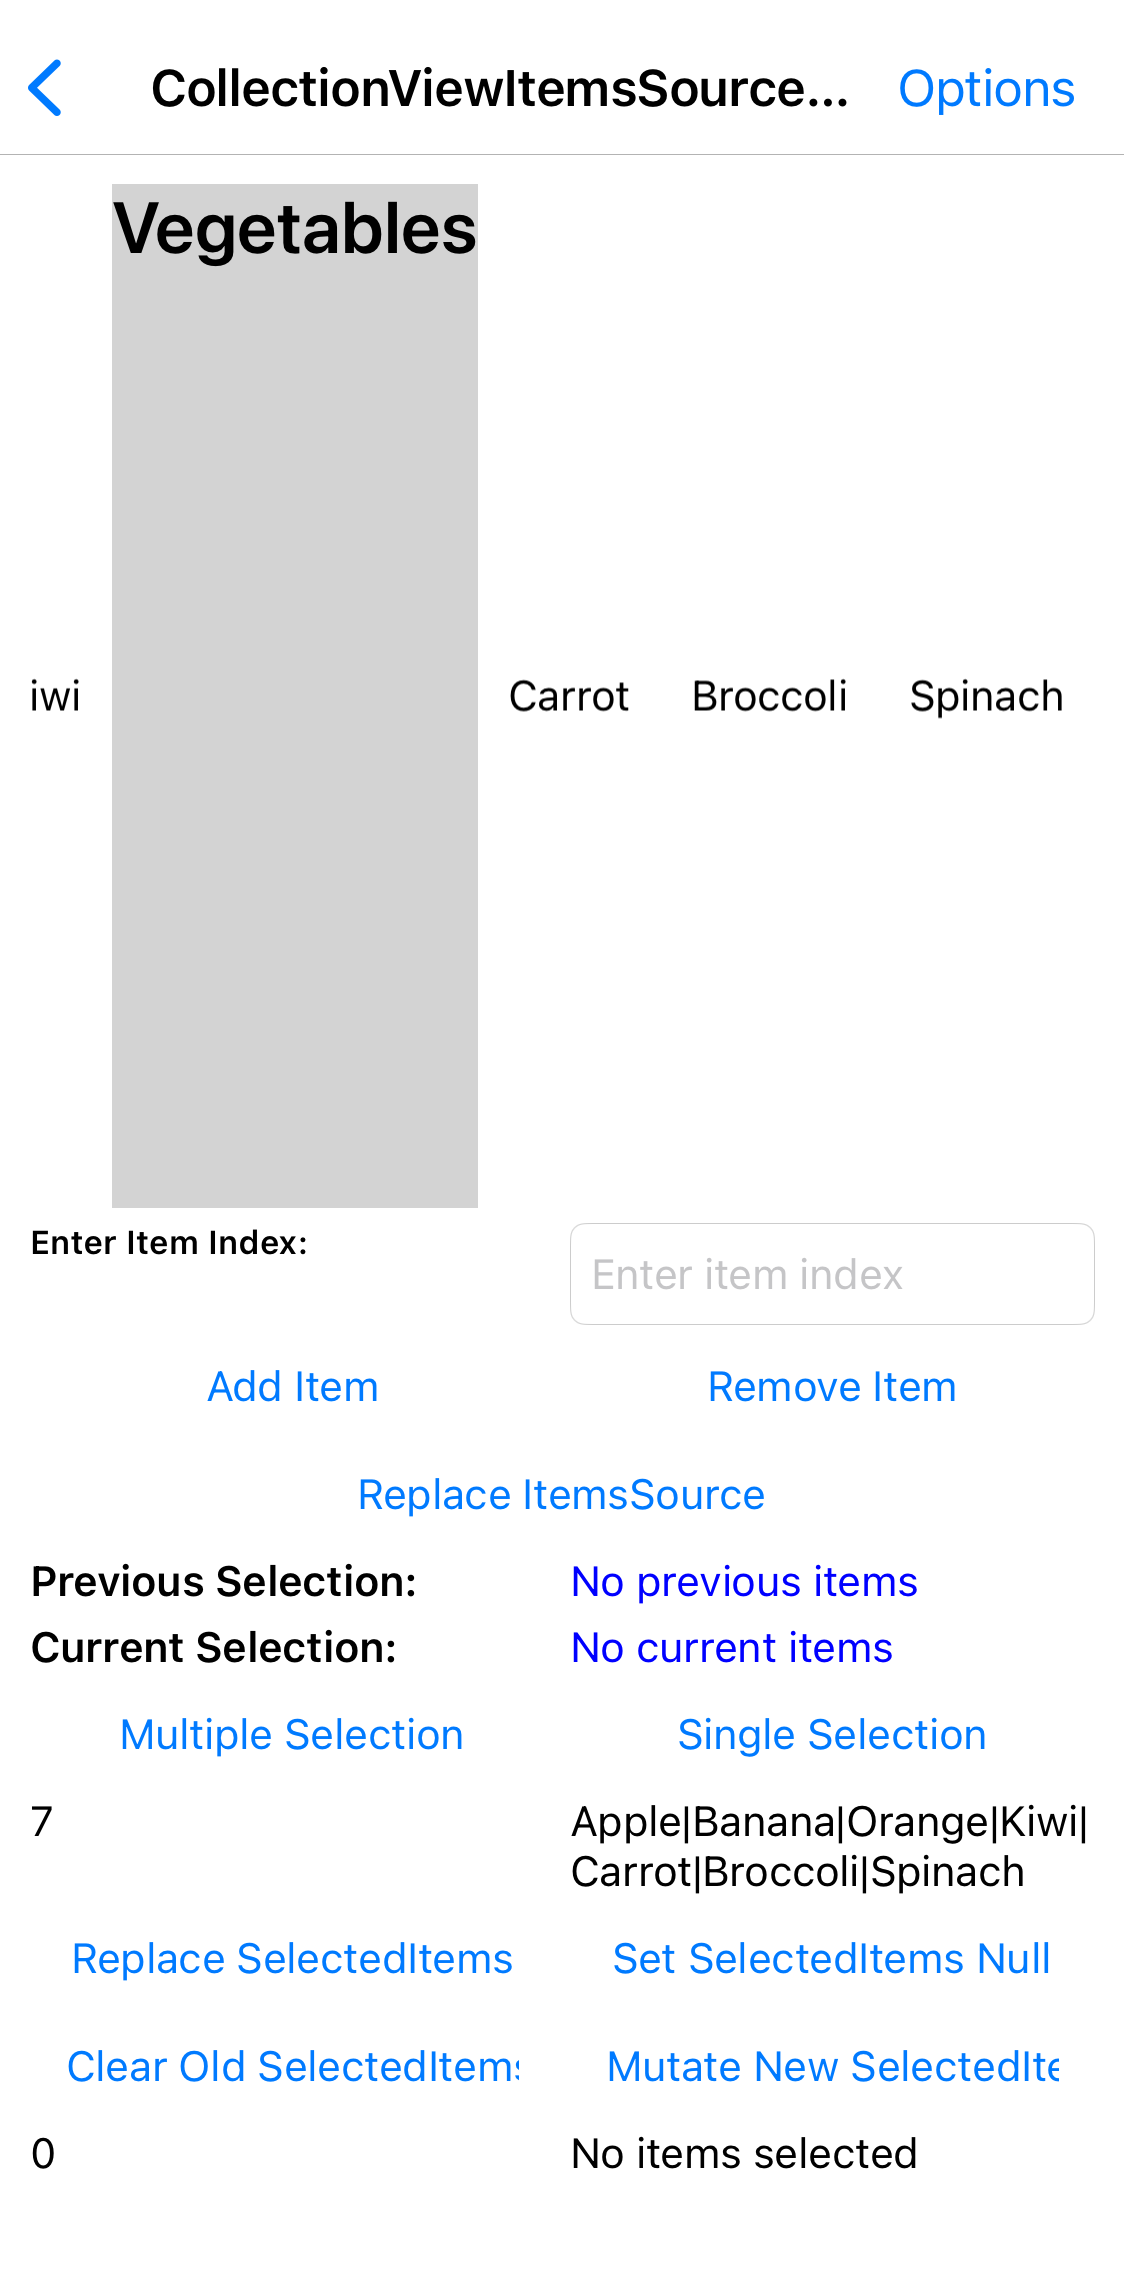 CollectionViewItemsSource...
Options
Vegetables
iwi
Carrot
Broccoli
Spinach
Enter Item Index:
Enter item index
Add Item
Remove Item
Replace ItemsSource
Previous Selection:
No previous items
Current Selection:
No current items
Multiple Selection
Single Selection
7
Apple|Banana|Orange|Kiwi|
Carrot|Broccoli|Spinach
Replace SelectedItems
Set SelectedItems Null
Clear Old SelectedItems
Mutate New SelectedIte
0
No items selected